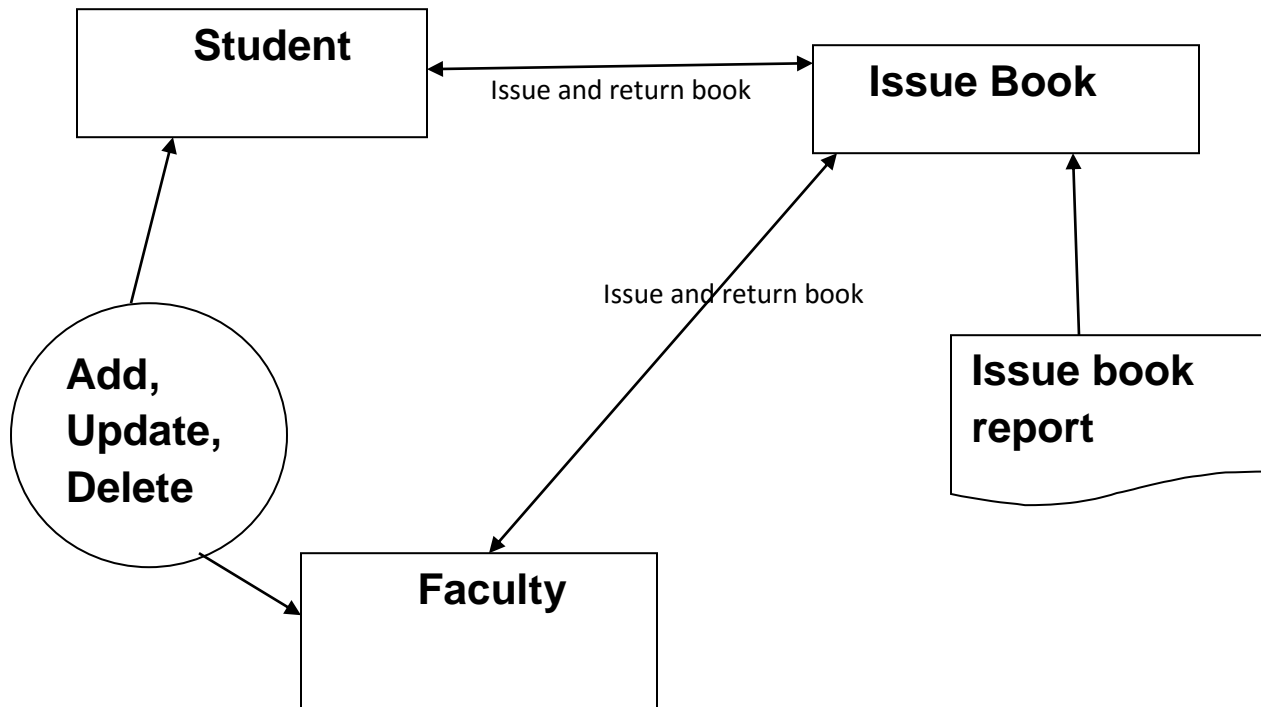 Student
Issue and return book
Issue Book
Issue and return book
Add,
Update,
Delete
Issue book
report
Faculty